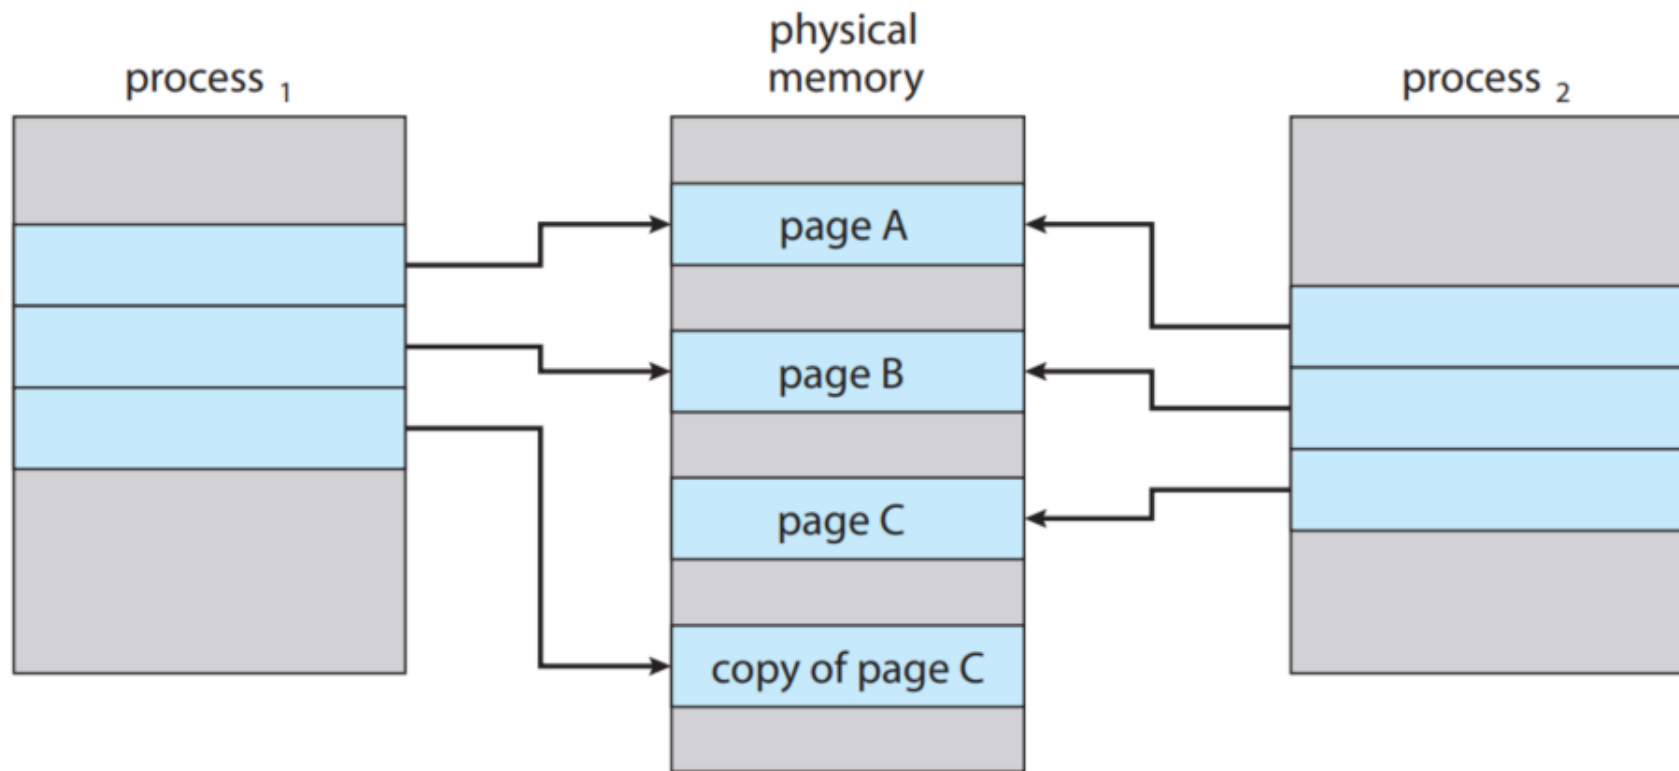 physical
memory
process 1
process 2
page A
page B
page C
copy of page C